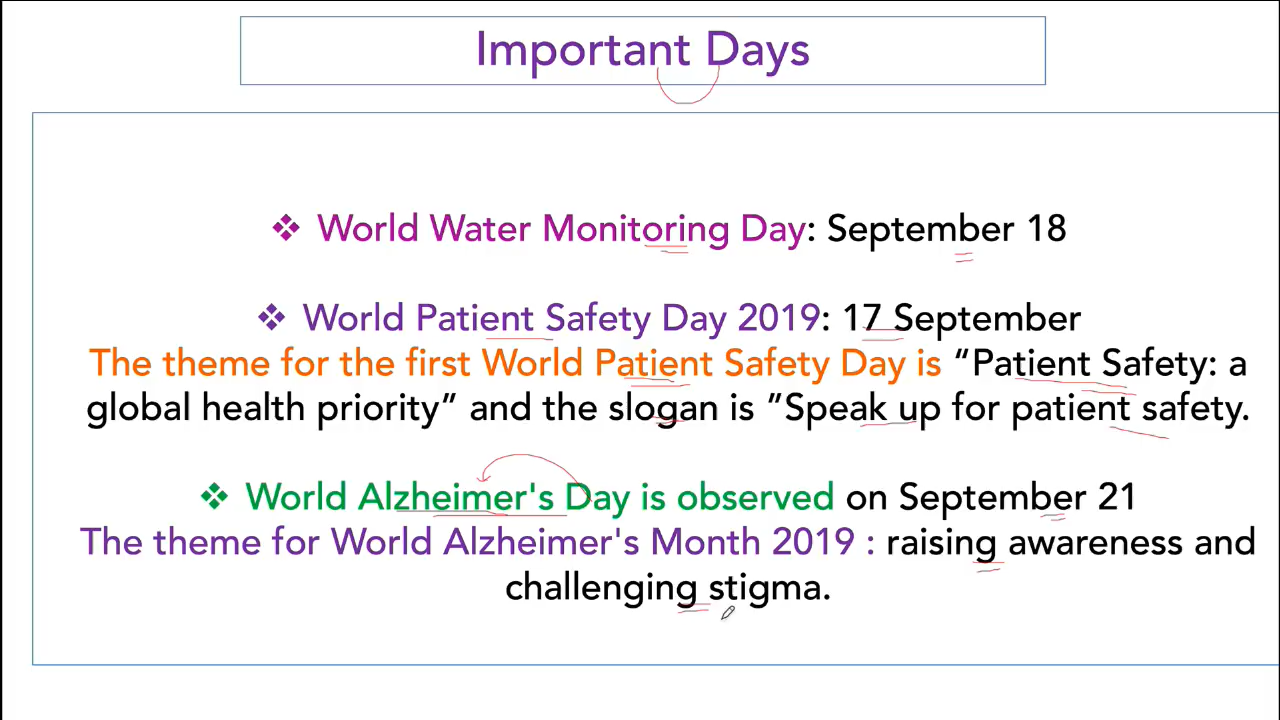 Important Days
❖ World Water Monitoring Day: September 18
❖ World Patient Safety Day 2019: 17 September
The theme for the first World Patient Safety Day is “Patient Safety: a
global health priority” and the slogan is “Speak up for patient safety.
❖ World Alzheimer's Day is observed on September 21
The theme for World Alzheimer's Month 2019 : raising awareness and
challenging stigma.